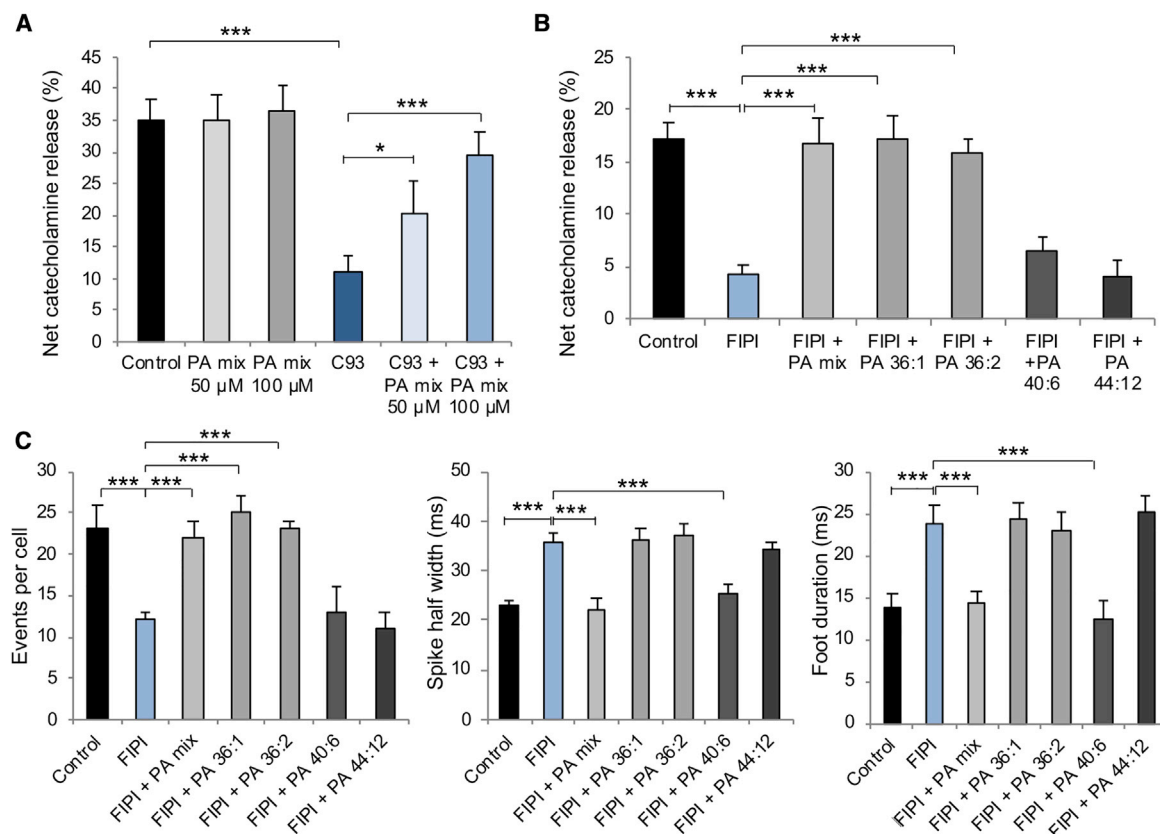 A
***
***
*
Net catecholamine release (%)
45
40
35
30
25
20
15
10
5
0
Control
PA mix
50 µM
PA mix
100 µM
C93
C93 +
PA mix
50 µM
C93 +
PA mix
100 µM
B
***
***
***
***
Net catecholamine release (%)
25
20
15
10
5
0
Control
FIPI
FIPI +
PA mix
FIPI +
PA 36:1
FIPI +
PA 36:2
FIPI
+PA
40:6
FIPI +
PA
44:12
C
***
***
***
***
Events per cell
30
25
20
15
10
5
0
Control
FIPI
FIPI + PA mix
FIPI + PA 36:1
FIPI + PA 36:2
FIPI + PA 40:6
FIPI + PA 44:12
***
***
***
Spike half width (ms)
50
40
30
20
10
0
Control
FIPI
FIPI + PA mix
FIPI + PA 36:1
FIPI + PA 36:2
FIPI + PA 40:6
FIPI + PA 44:12
***
***
***
Foot duration (ms)
30
25
20
15
10
5
0
Control
FIPI
FIPI + PA mix
FIPI + PA 36:1
FIPI + PA 36:2
FIPI + PA 40:6
FIPI + PA 44:12